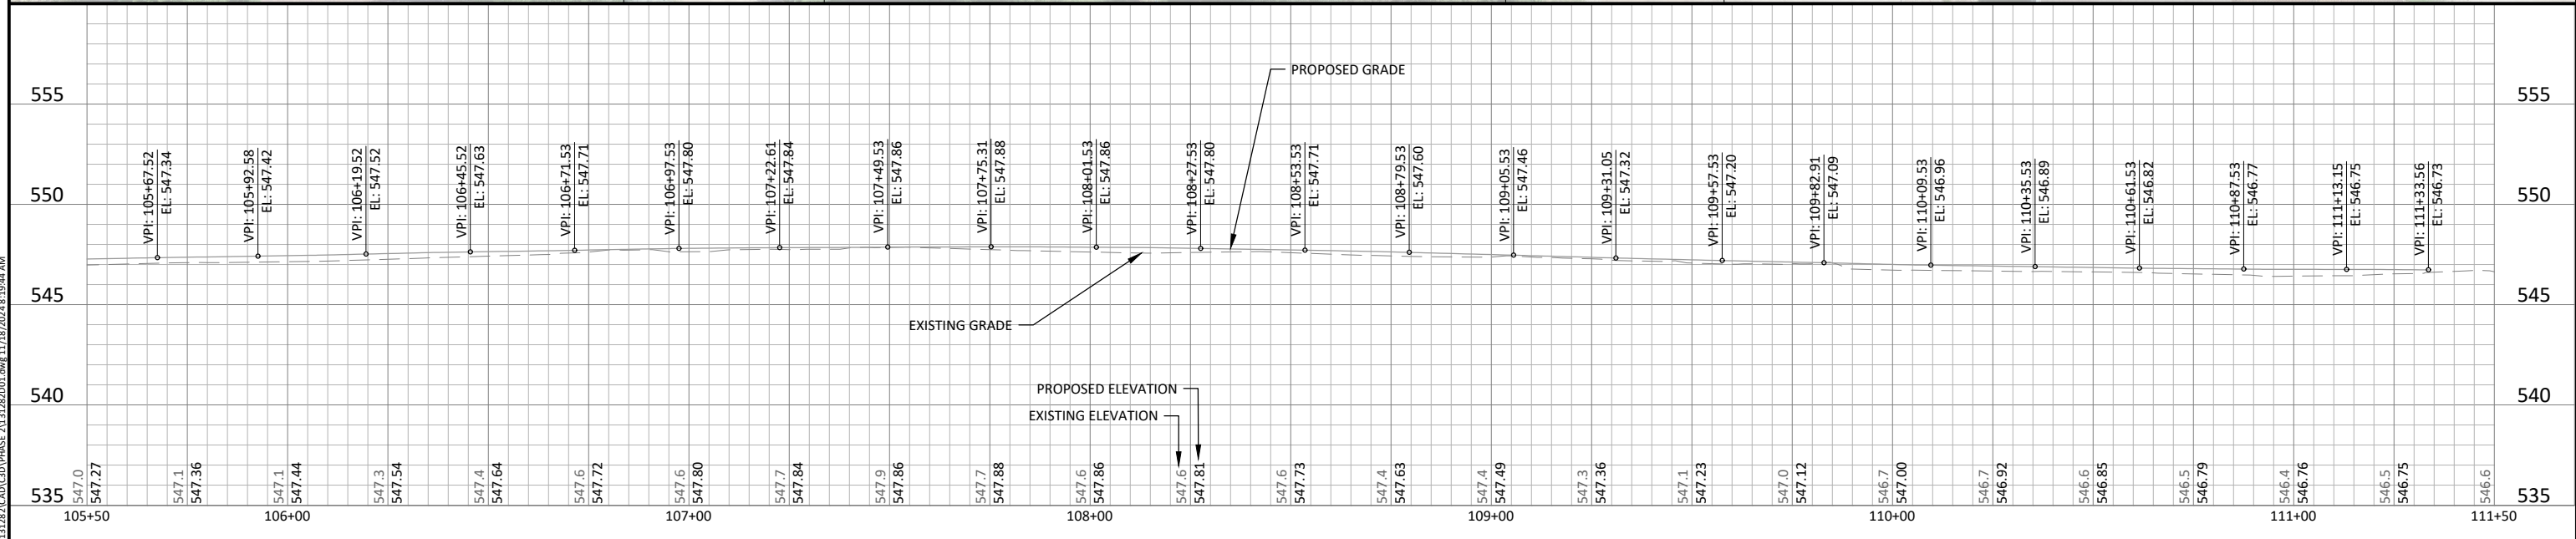 PROPOSED GRADE
555
555
VPI: 105+67.52
EL: 547.34
VPI: 105+92.58
EL: 547.42
VPI: 106+19.52
EL: 547.52
VPI: 106+45.52
EL: 547.63
VPI: 106+71.53
EL: 547.71
VPI: 106+97.53
EL: 547.80
VPI: 107+22.61
EL: 547.84
VPI: 107+49.53
EL: 547.86
VPI: 107+75.31
EL: 547.88
VPI: 108+01.53
EL: 547.86
VPI: 108+27.53
EL: 547.80
VPI: 108+53.53
EL: 547.71
VPI: 108+79.53
EL: 547.60
VPI: 109+05.53
EL: 547.46
VPI: 109+31.05
EL: 547.32
VPI: 109+57.53
EL: 547.20
VPI: 109+82.91
EL: 547.09
VPI: 110+09.53
EL: 546.96
VPI: 110+35.53
EL: 546.89
VPI: 110+61.53
EL: 546.82
VPI: 110+87.53
EL: 546.77
VPI: 111+13.15
EL: 546.75
VPI: 111+33.56
EL: 546.73
550
550
545
545
EXISTING GRADE
PROPOSED ELEVATION
540
540
EXISTING ELEVATION
547.0
547.27
547.1
547.36
547.1
547.44
547.3
547.54
547.4
547.64
547.6
547.72
547.6
547.80
547.7
547.84
547.9
547.86
547.7
547.88
547.6
547.86
547.6
547.81
547.6
547.73
547.4
547.63
547.4
547.49
547.3
547.36
547.1
547.23
547.0
547.12
546.7
547.00
546.7
546.92
546.6
546.85
546.5
546.79
546.4
546.76
546.5
546.75
546.6
535
535
105+50
106+00
107+00
108+00
109+00
110+00
111+00
111+50
131282\CAD\C3D\PHASE 2\131282D01.dwg 11/18/2024 8:19:44 AM